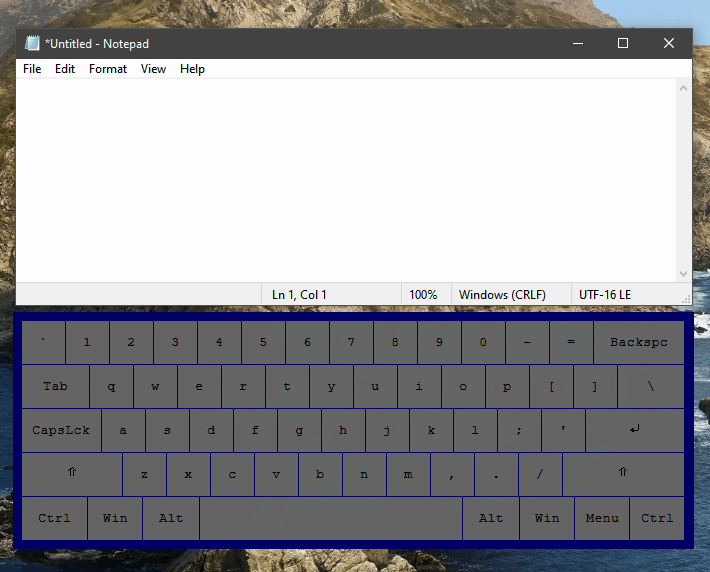 *Untitled - Notepad
File Edit Format View Help
Ln 1, Col 1 100% Windows (CRLF) UTF-16 LE
` 1 2 3 4 5 6 7 8 9 0 - = Backspc
Tab q w e r t y u i o p [ ] \
CapsLck a s d f g h j k l ; ' ↵
⇧ z x c v b n m , . / ⇧
Ctrl Win Alt Alt Win Menu Ctrl